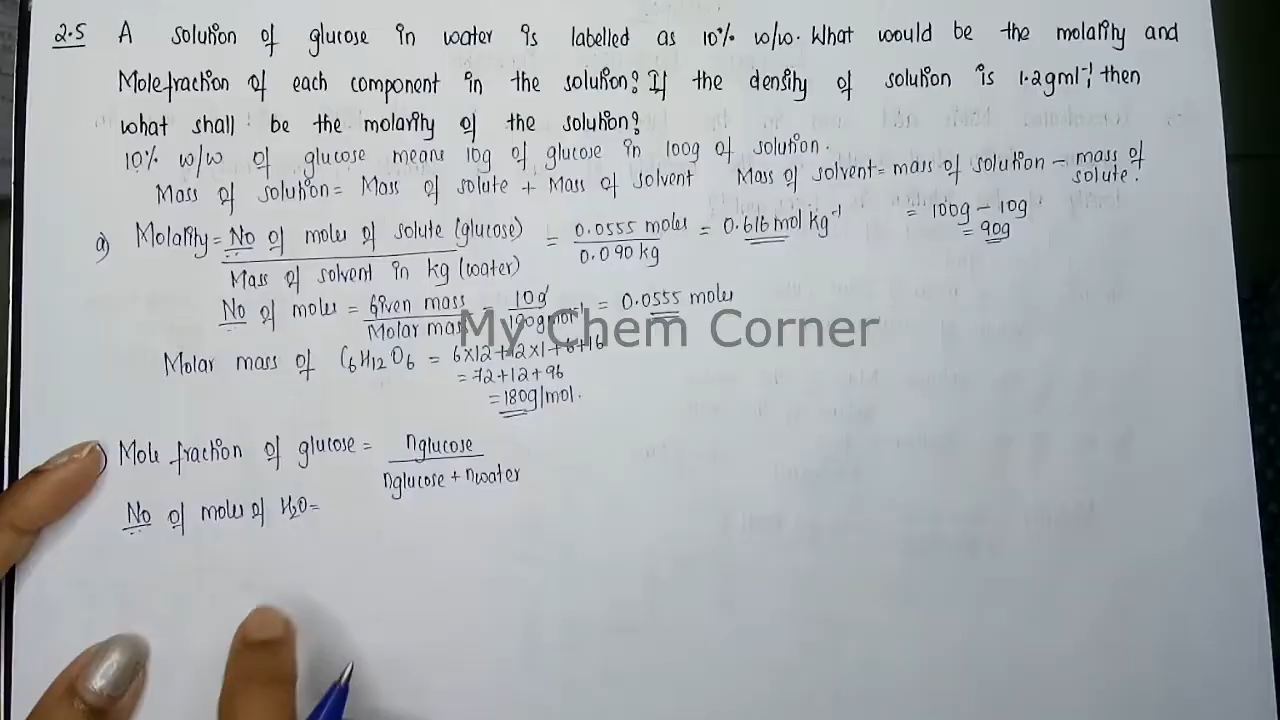 2.5 A solution of glucose in water is labelled as 10% w/w. What would be the molality and
Mole fraction of each component in the solution? If the density of solution is 1.2gml⁻¹, then
what shall be the molarity of the solution?
10% w/w of glucose means 10g of glucose in 100g of solution.
Mass of solution = Mass of solute + Mass of solvent Mass of solvent = mass of solution - mass of solute.
= 100g - 10g
= 90g
a) Molality = No of moles of solute (glucose) / Mass of solvent in kg (water) = 0.0555 moles / 0.090 kg = 0.616 mol kg⁻¹
No of moles = Given mass / Molar mass = 10g / 180g mol⁻¹ = 0.0555 moles
My Chem Corner
Molar mass of C6H12O6 = 6×12+12×1+6+16
= 72+12+96
= 180g/mol.
Mole fraction of glucose = nglucose / nglucose + nwater
No of moles of H2O =